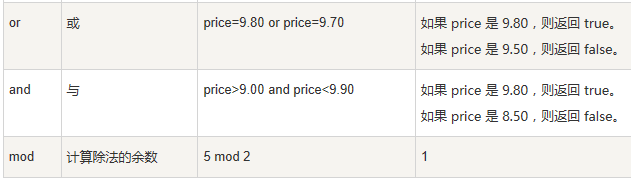 or 或 price=9.80 or price=9.70 如果 price 是 9.80，则返回 true。
如果 price 是 9.50，则返回 false。
and 与 price>9.00 and price<9.90 如果 price 是 9.80，则返回 true。
如果 price 是 8.50，则返回 false。
mod 计算除法的余数 5 mod 2 1